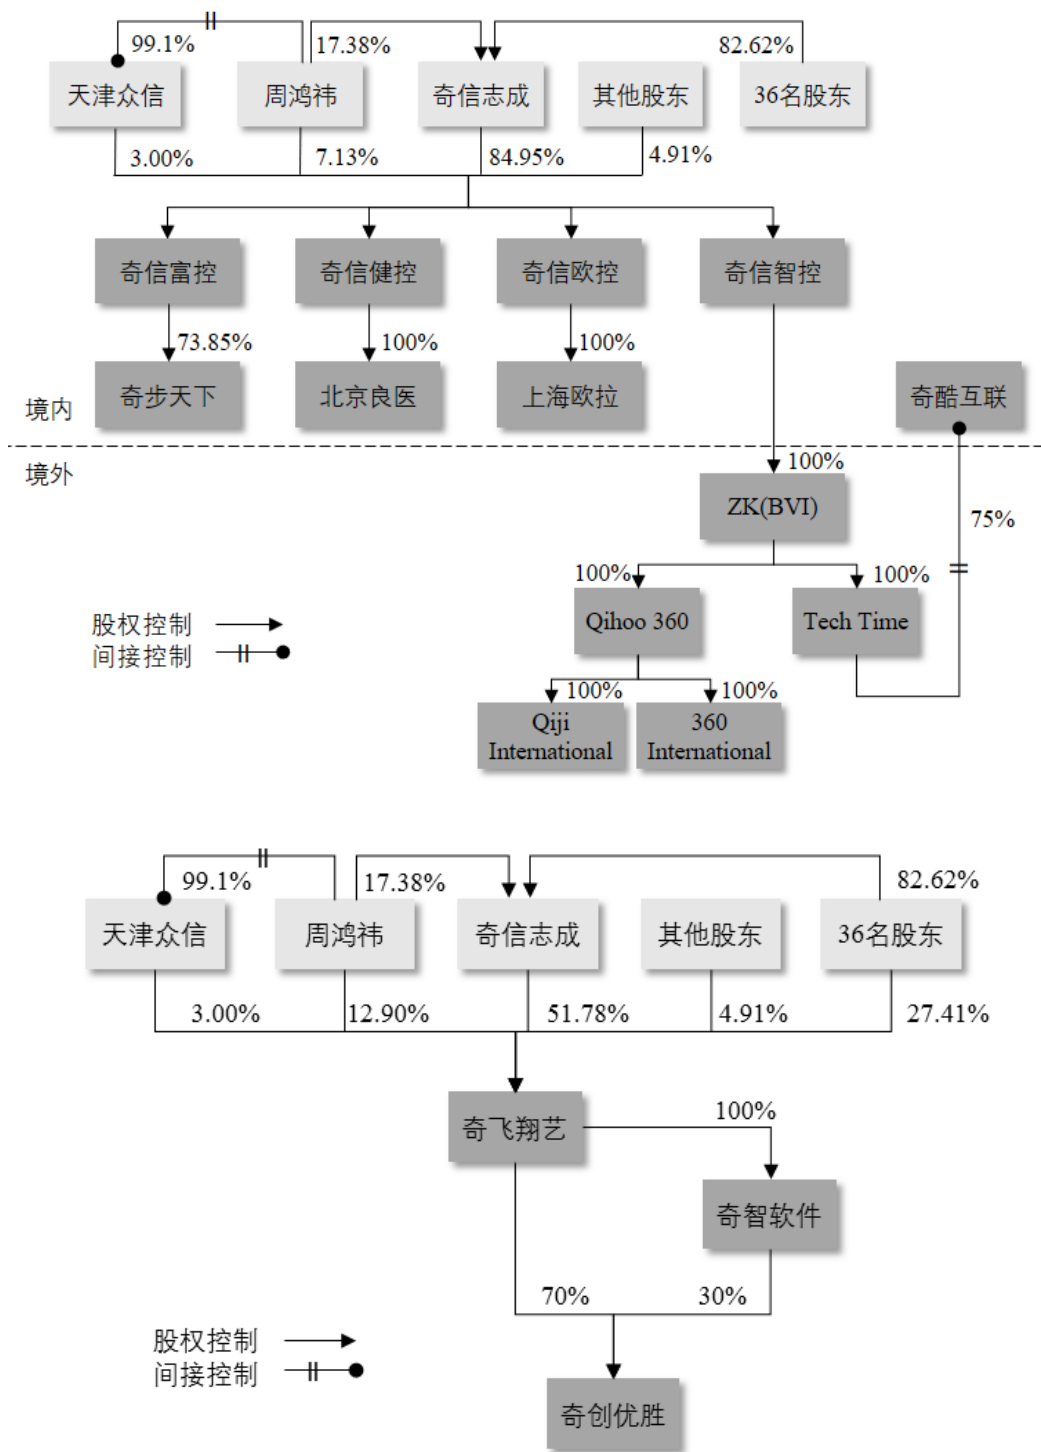 99.1%
17.38%
82.62%
天津众信
周鸿祎
奇信志成
其他股东
36名股东
3.00%
7.13%
84.95%
4.91%
奇信富控
奇信健控
奇信欧控
奇信智控
73.85%
100%
100%
奇步天下
北京良医
上海欧拉
奇酷互联
境内
境外
100%
ZK(BVI)
75%
100%
100%
Qihoo 360
Tech Time
股权控制
间接控制
100%
100%
Qiji
International
360
International
99.1%
17.38%
82.62%
天津众信
周鸿祎
奇信志成
其他股东
36名股东
3.00%
12.90%
51.78%
4.91%
27.41%
奇飞翔艺
100%
奇智软件
70%
30%
股权控制
间接控制
奇创优胜